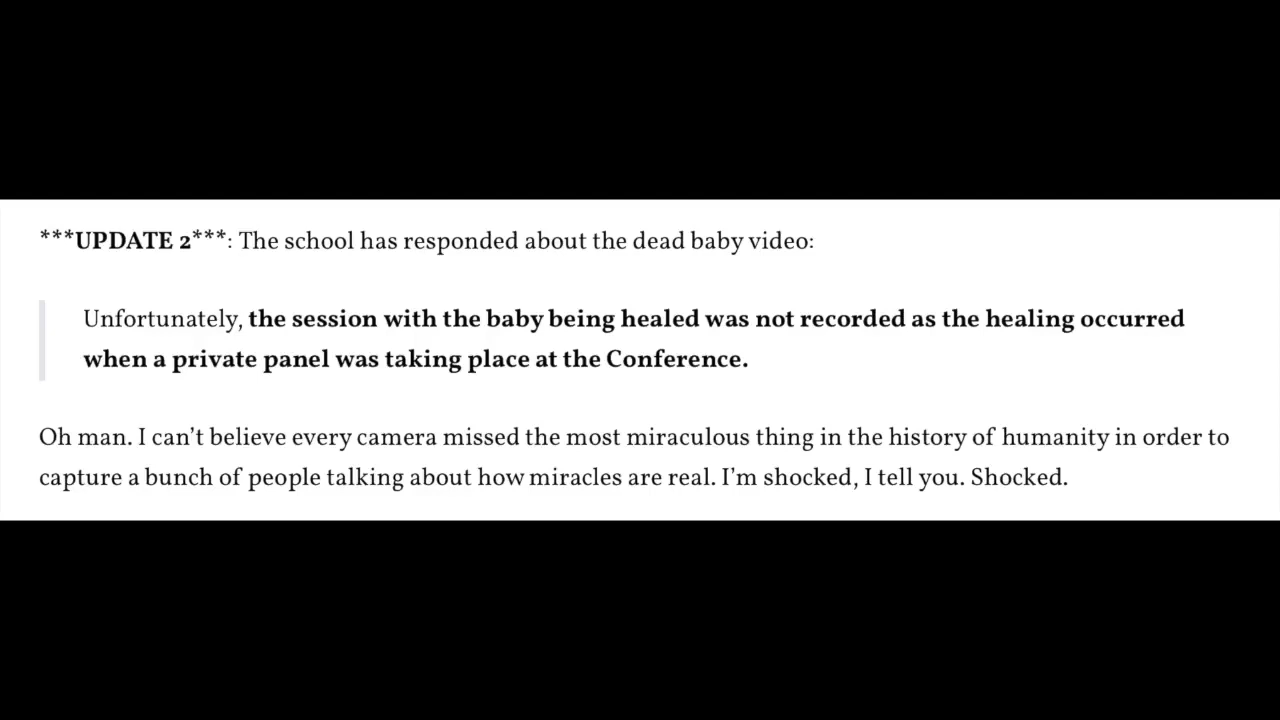 ***UPDATE 2***: The school has responded about the dead baby video:
Unfortunately, the session with the baby being healed was not recorded as the healing occurred
when a private panel was taking place at the Conference.
Oh man. I can’t believe every camera missed the most miraculous thing in the history of humanity in order to
capture a bunch of people talking about how miracles are real. I’m shocked, I tell you. Shocked.